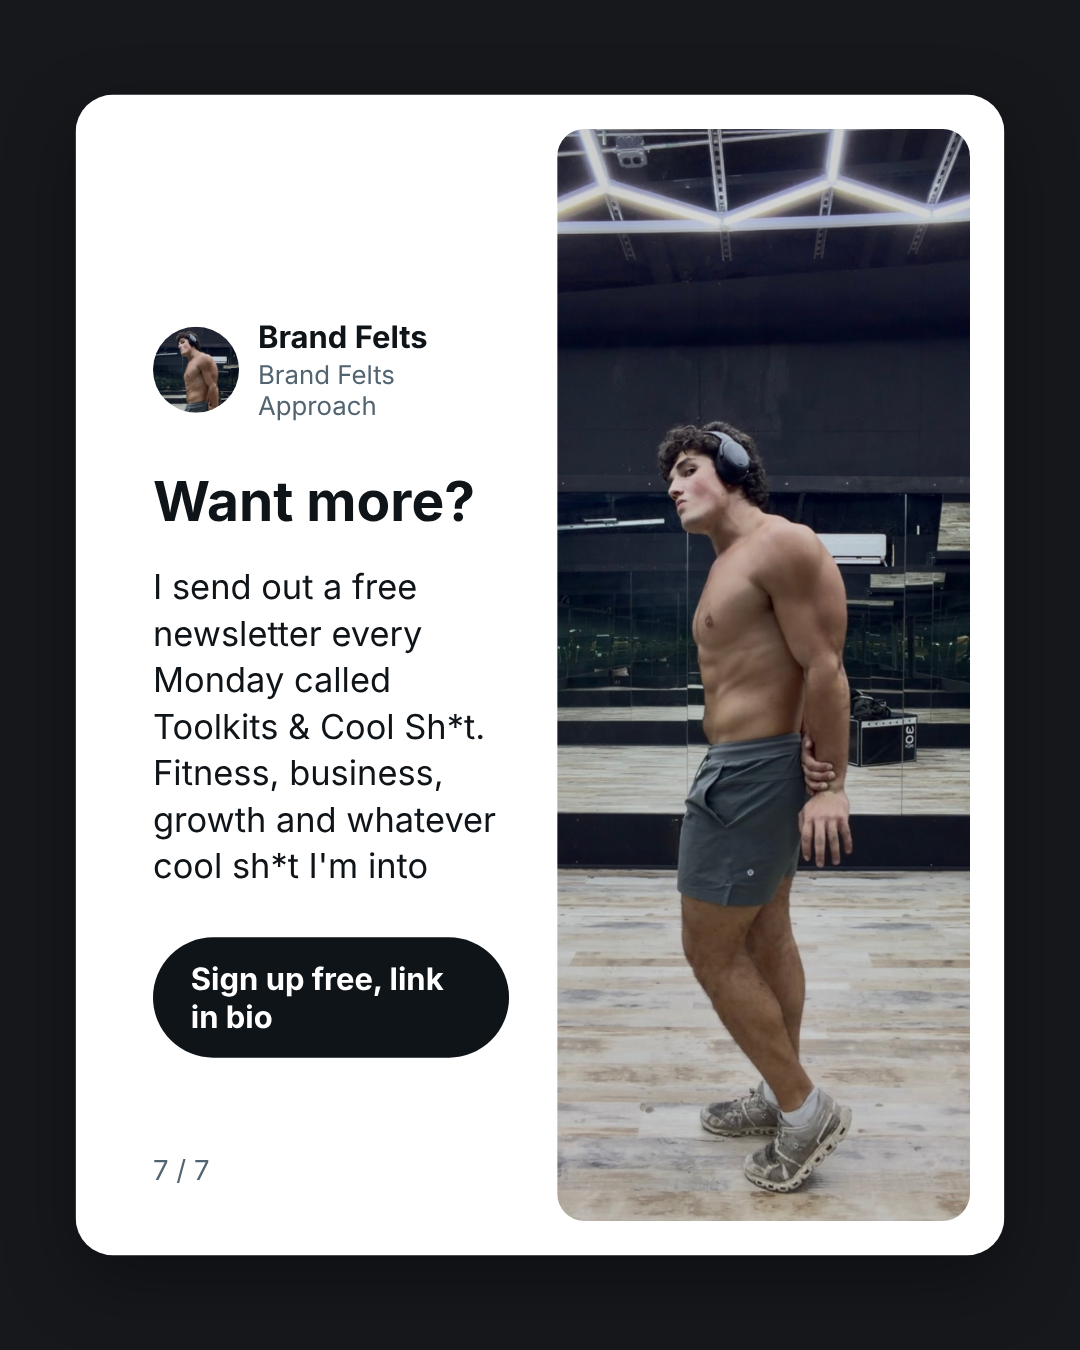 Brand Felts
Brand Felts
Approach
Want more?
I send out a free
newsletter every
Monday called
Toolkits & Cool Sh*t.
Fitness, business,
growth and whatever
cool sh*t I'm into
Sign up free, link
in bio
7 / 7
30